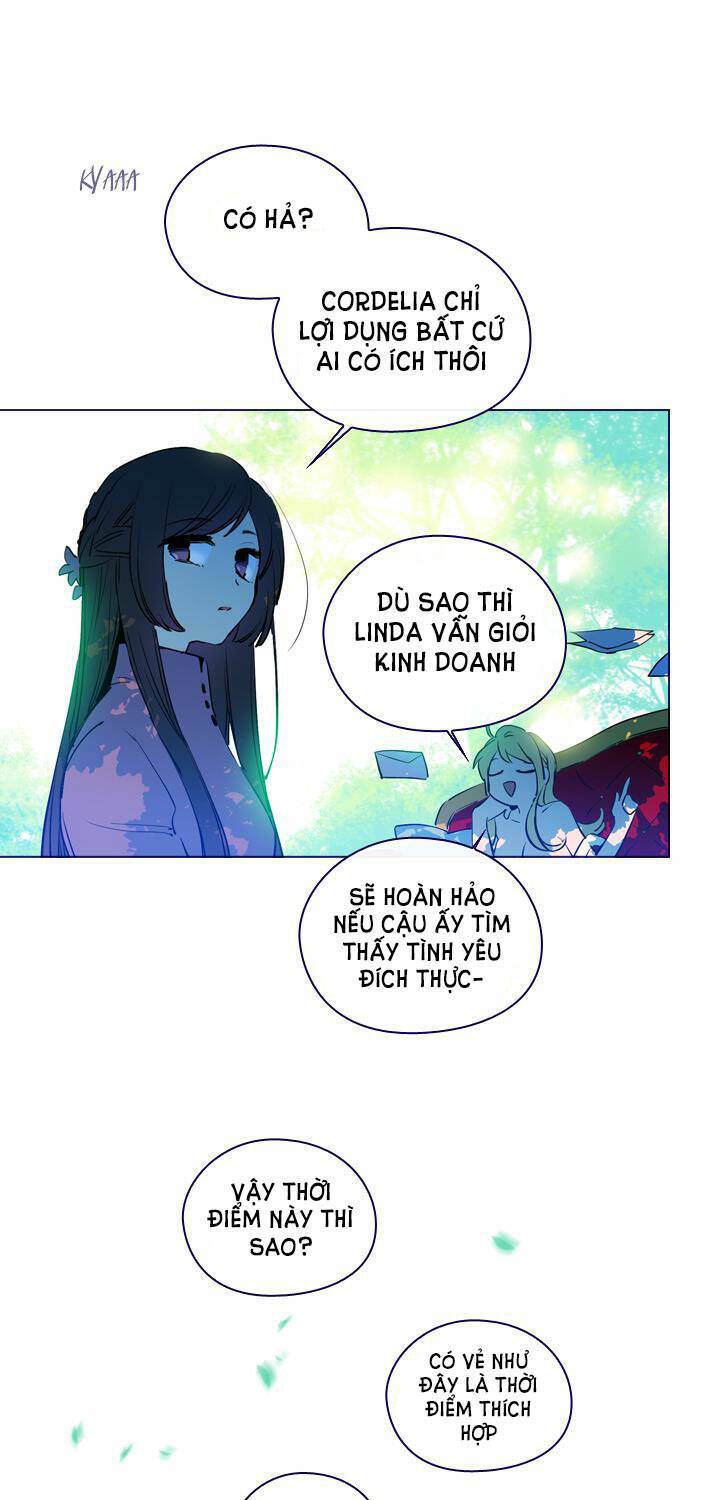 KYAAA
CÓ HẢ?
CORDELIA CHỈ
LỢI DỤNG BẤT CỨ
AI CÓ ÍCH THÔI
DÙ SAO THÌ
LINDA VẪN GIỎI
KINH DOANH
SẼ HOÀN HẢO
NẾU CẬU ẤY TÌM
THẤY TÌNH YÊU
ĐÍCH THỰC-
VẬY THỜI
ĐIỂM NÀY THÌ
SAO?
CÓ VẺ NHƯ
ĐÂY LÀ THỜI
ĐIỂM THÍCH
HỢP